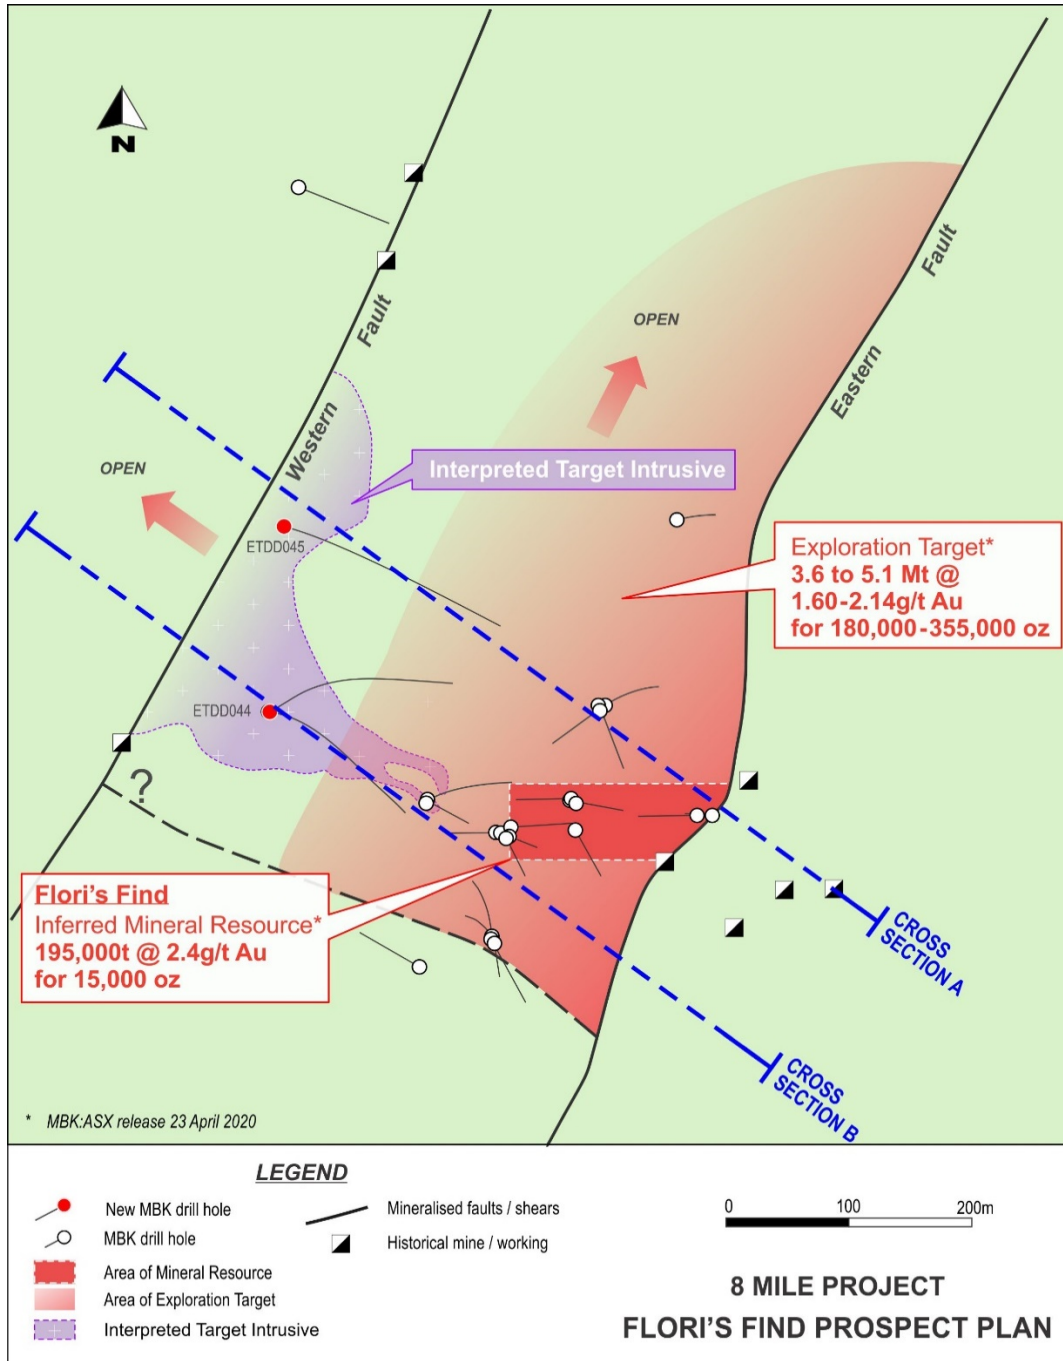 N
OPEN
Fault
Eastern
Fault
Western
OPEN
Interpreted Target Intrusive
ETDD045
Exploration Target*
3.6 to 5.1 Mt @
1.60-2.14g/t Au
for 180,000-355,000 oz
ETDD044
?
Flori's Find
Inferred Mineral Resource*
195,000t @ 2.4g/t Au
for 15,000 oz
CROSS
SECTION A
CROSS
SECTION B
* MBK:ASX release 23 April 2020
LEGEND
New MBK drill hole
MBK drill hole
Area of Mineral Resource
Area of Exploration Target
Interpreted Target Intrusive
Mineralised faults / shears
Historical mine / working
0 100 200m
8 MILE PROJECT
FLORI'S FIND PROSPECT PLAN